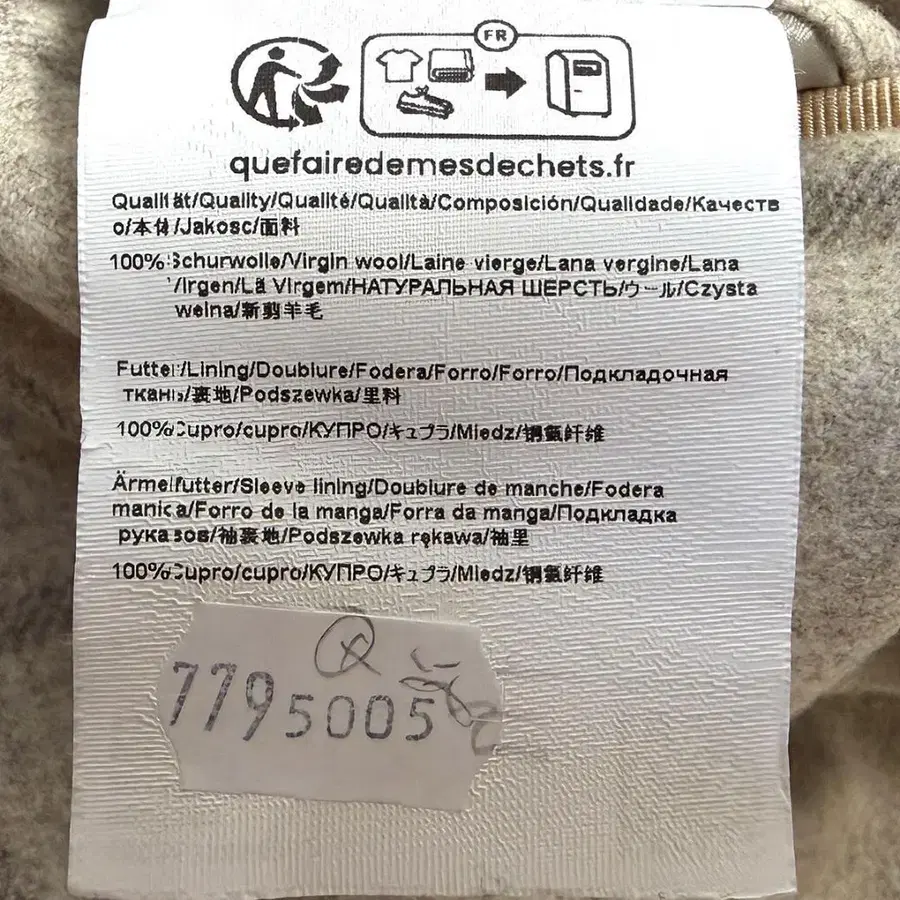 FR
quefairedemesdechets.fr
Qualität/Quality/Qualité/Qualità/Composición/Qualidade/Качеств
о/本体/Jakosc/面料
100% Schurwolle/Virgin wool/Laine vierge/Lana vergine/Lana
Virgen/Lã Virgem/НАТУРАЛЬНАЯ ШЕРСТЬ/ウール/Czysta
welna/新剪羊毛
Futter/Lining/Doublure/Fodera/Forro/Forro/Подкладочная
ткань/裏地/Podszewka/里料
100% Cupro/cupro/КУПРО/キュプラ/Miedz/铜氨纤维
Ärmelfutter/Sleeve lining/Doublure de manche/Fodera
manica/Forro de la manga/Forra da manga/Подкладка
рукавов/袖裏地/Podszewka rękawa/袖里
100% Cupro/cupro/КУПРО/キュプラ/Miedz/铜氨纤维
7795005